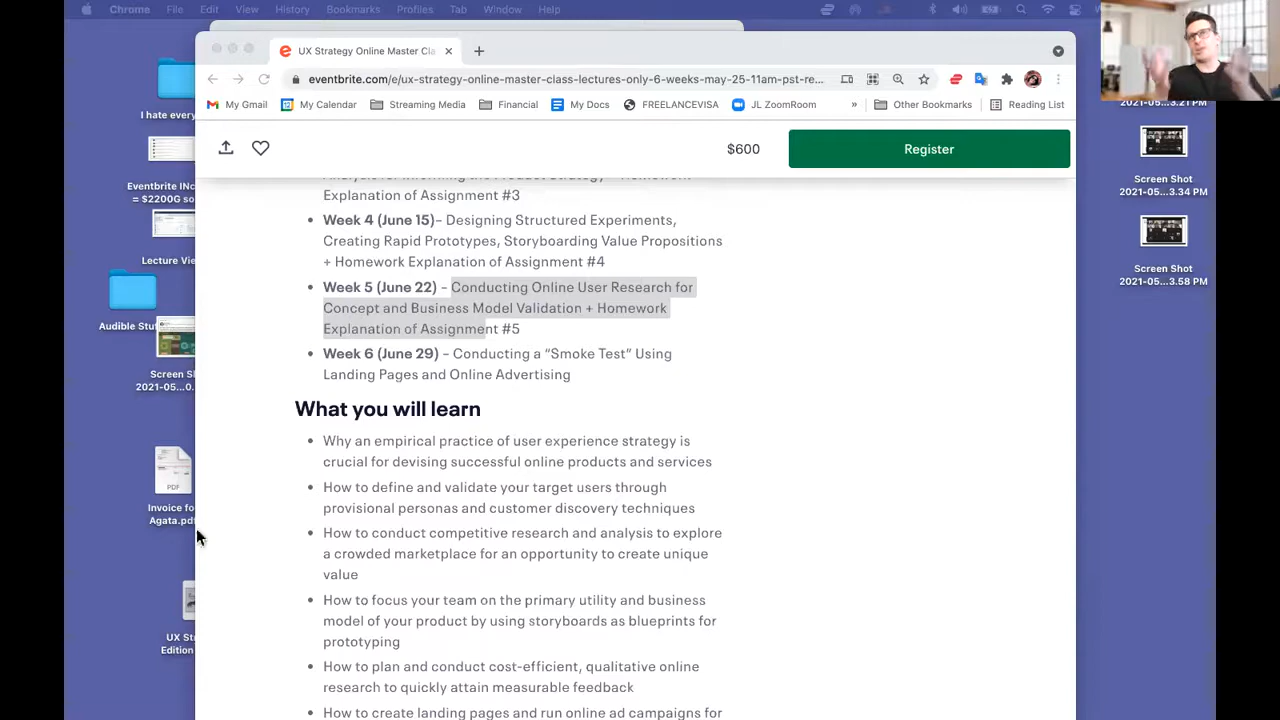 Chrome File Edit View History Bookmarks Profiles Tab Window Help
UX Strategy Online Master Cla
eventbrite.com/e/ux-strategy-online-master-class-lectures-only-6-weeks-may-25-11am-pst-re...
My Gmail My Calendar Streaming Media Financial My Docs FREELANCEVISA JL ZoomRoom » Other Bookmarks Reading List
$600 Register
Explanation of Assignment #3
• Week 4 (June 15)– Designing Structured Experiments,
Creating Rapid Prototypes, Storyboarding Value Propositions
+ Homework Explanation of Assignment #4
• Week 5 (June 22) – Conducting Online User Research for
Concept and Business Model Validation + Homework
Explanation of Assignment #5
• Week 6 (June 29) – Conducting a “Smoke Test” Using
Landing Pages and Online Advertising
What you will learn
• Why an empirical practice of user experience strategy is
crucial for devising successful online products and services
• How to define and validate your target users through
provisional personas and customer discovery techniques
• How to conduct competitive research and analysis to explore
a crowded marketplace for an opportunity to create unique
value
• How to focus your team on the primary utility and business
model of your product by using storyboards as blueprints for
prototyping
• How to plan and conduct cost-efficient, qualitative online
research to quickly attain measurable feedback
• How to create landing pages and run online ad campaigns for
I hate every
Eventbrite INc
= $2200G so
Lecture Vie
Audible Stu
Screen S
2021-05...0.
PDF
Invoice fo
Agata.pdf
UX St
Edition
2021-05...3.21 PM
Screen Shot
2021-05...3.34 PM
Screen Shot
2021-05...3.58 PM